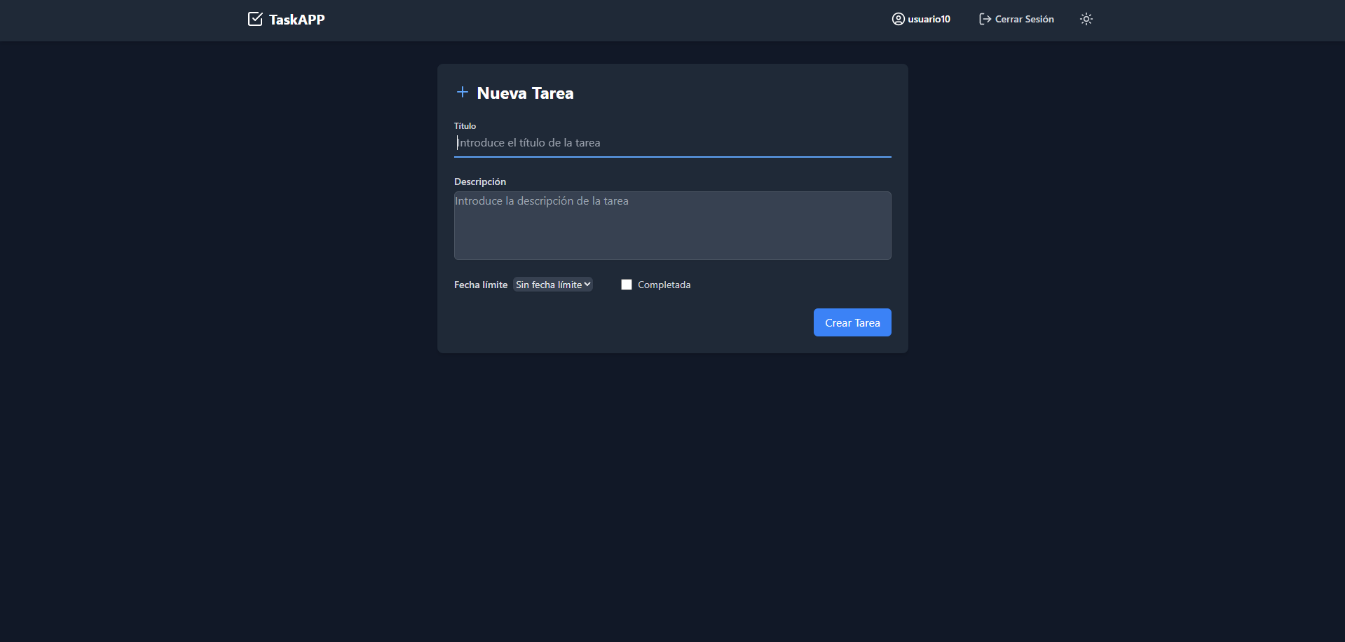 TaskAPP
usuario10
Cerrar Sesión
Nueva Tarea
Título
Introduce el título de la tarea
Descripción
Introduce la descripción de la tarea
Fecha límite Sin fecha límite Completada
Crear Tarea